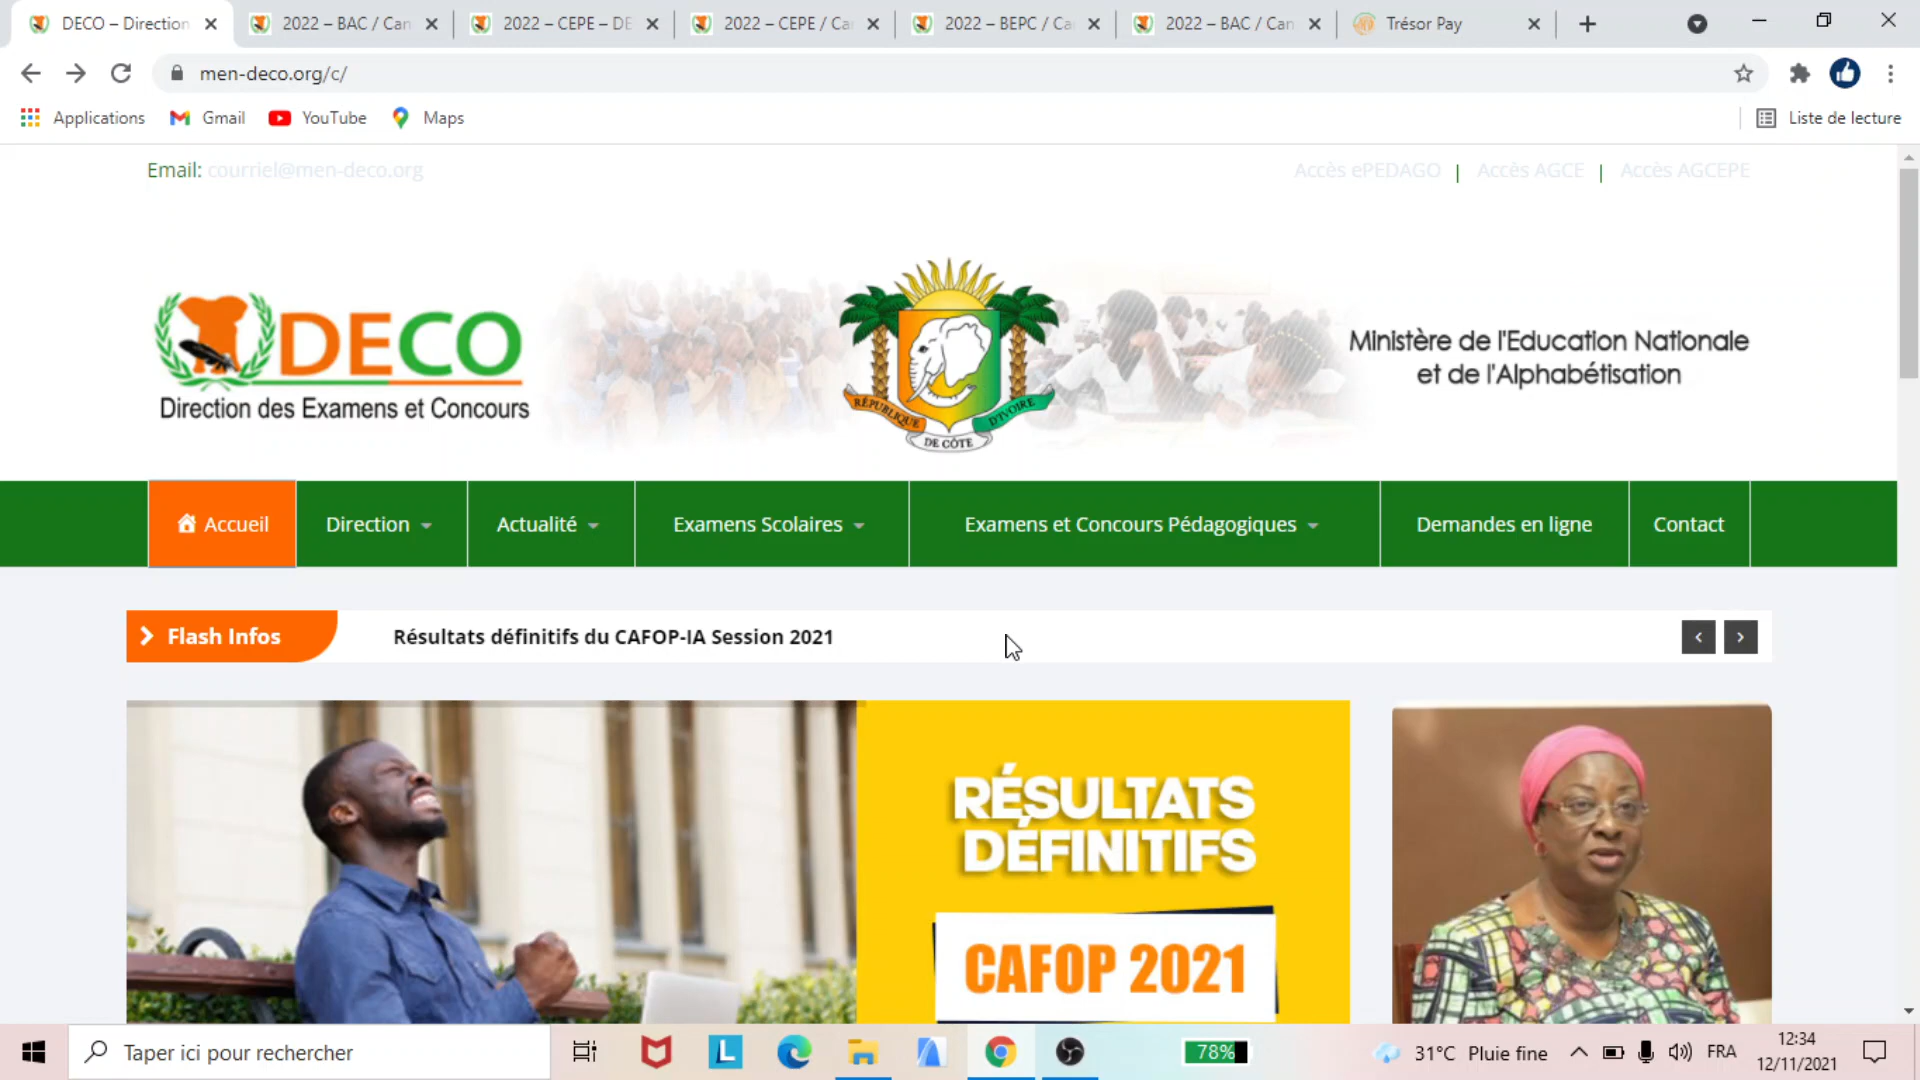 DECO – Direction
2022 – BAC / Can
2022 – CEPE – DE
2022 – CEPE / Ca
2022 – BEPC / Ca
2022 – BAC / Can
Trésor Pay
men-deco.org/c/
Applications
Gmail
YouTube
Maps
Liste de lecture
Email: courriel@men-deco.org
Accès ePEDAGO | Accès AGCE | Accès AGCEPE
DECO
Direction des Examens et Concours
RÉPUBLIQUE
DE CÔTE
D'IVOIRE
Ministère de l'Education Nationale
et de l'Alphabétisation
Accueil
Direction
Actualité
Examens Scolaires
Examens et Concours Pédagogiques
Demandes en ligne
Contact
Flash Infos
Résultats définitifs du CAFOP-IA Session 2021
RÉSULTATS
DÉFINITIFS
CAFOP 2021
Taper ici pour rechercher
78%
31°C Pluie fine
FRA
12:34
12/11/2021